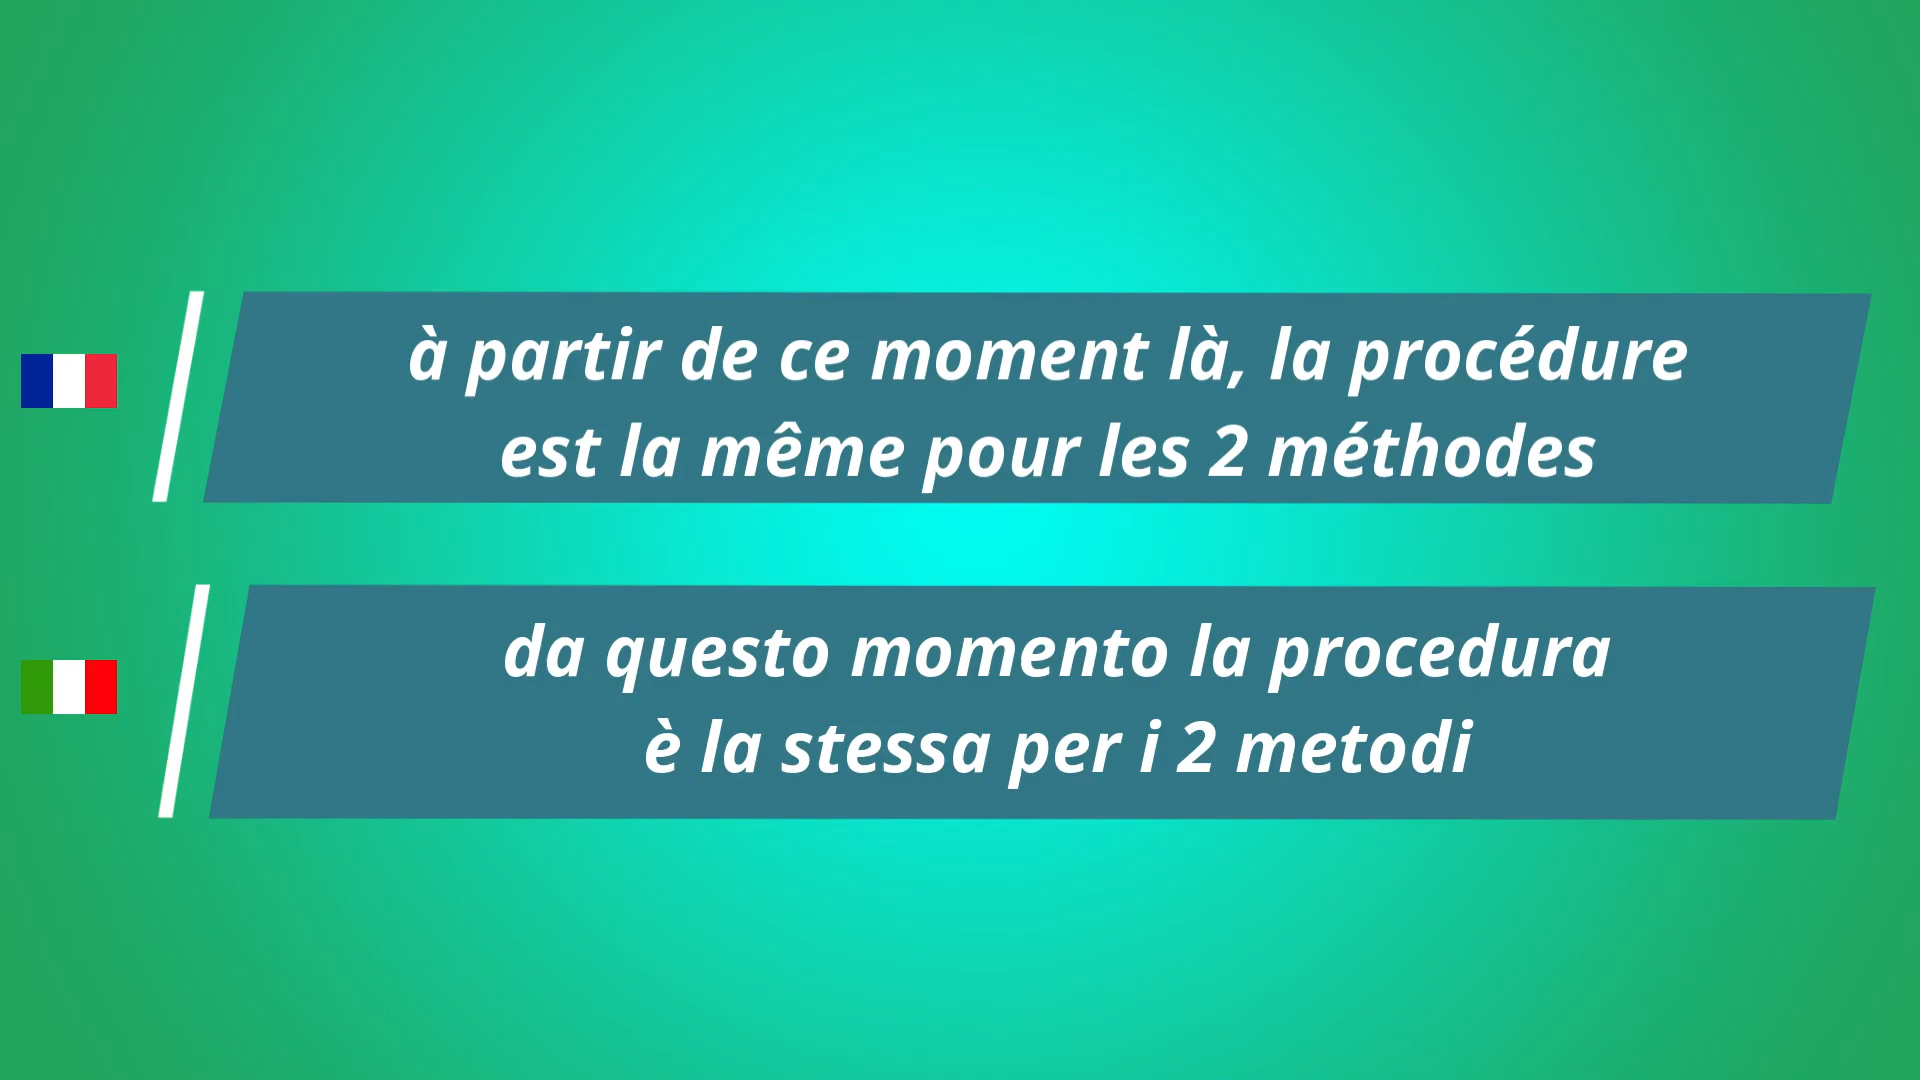 à partir de ce moment là, la procédure
est la même pour les 2 méthodes
da questo momento la procedura
è la stessa per i 2 metodi